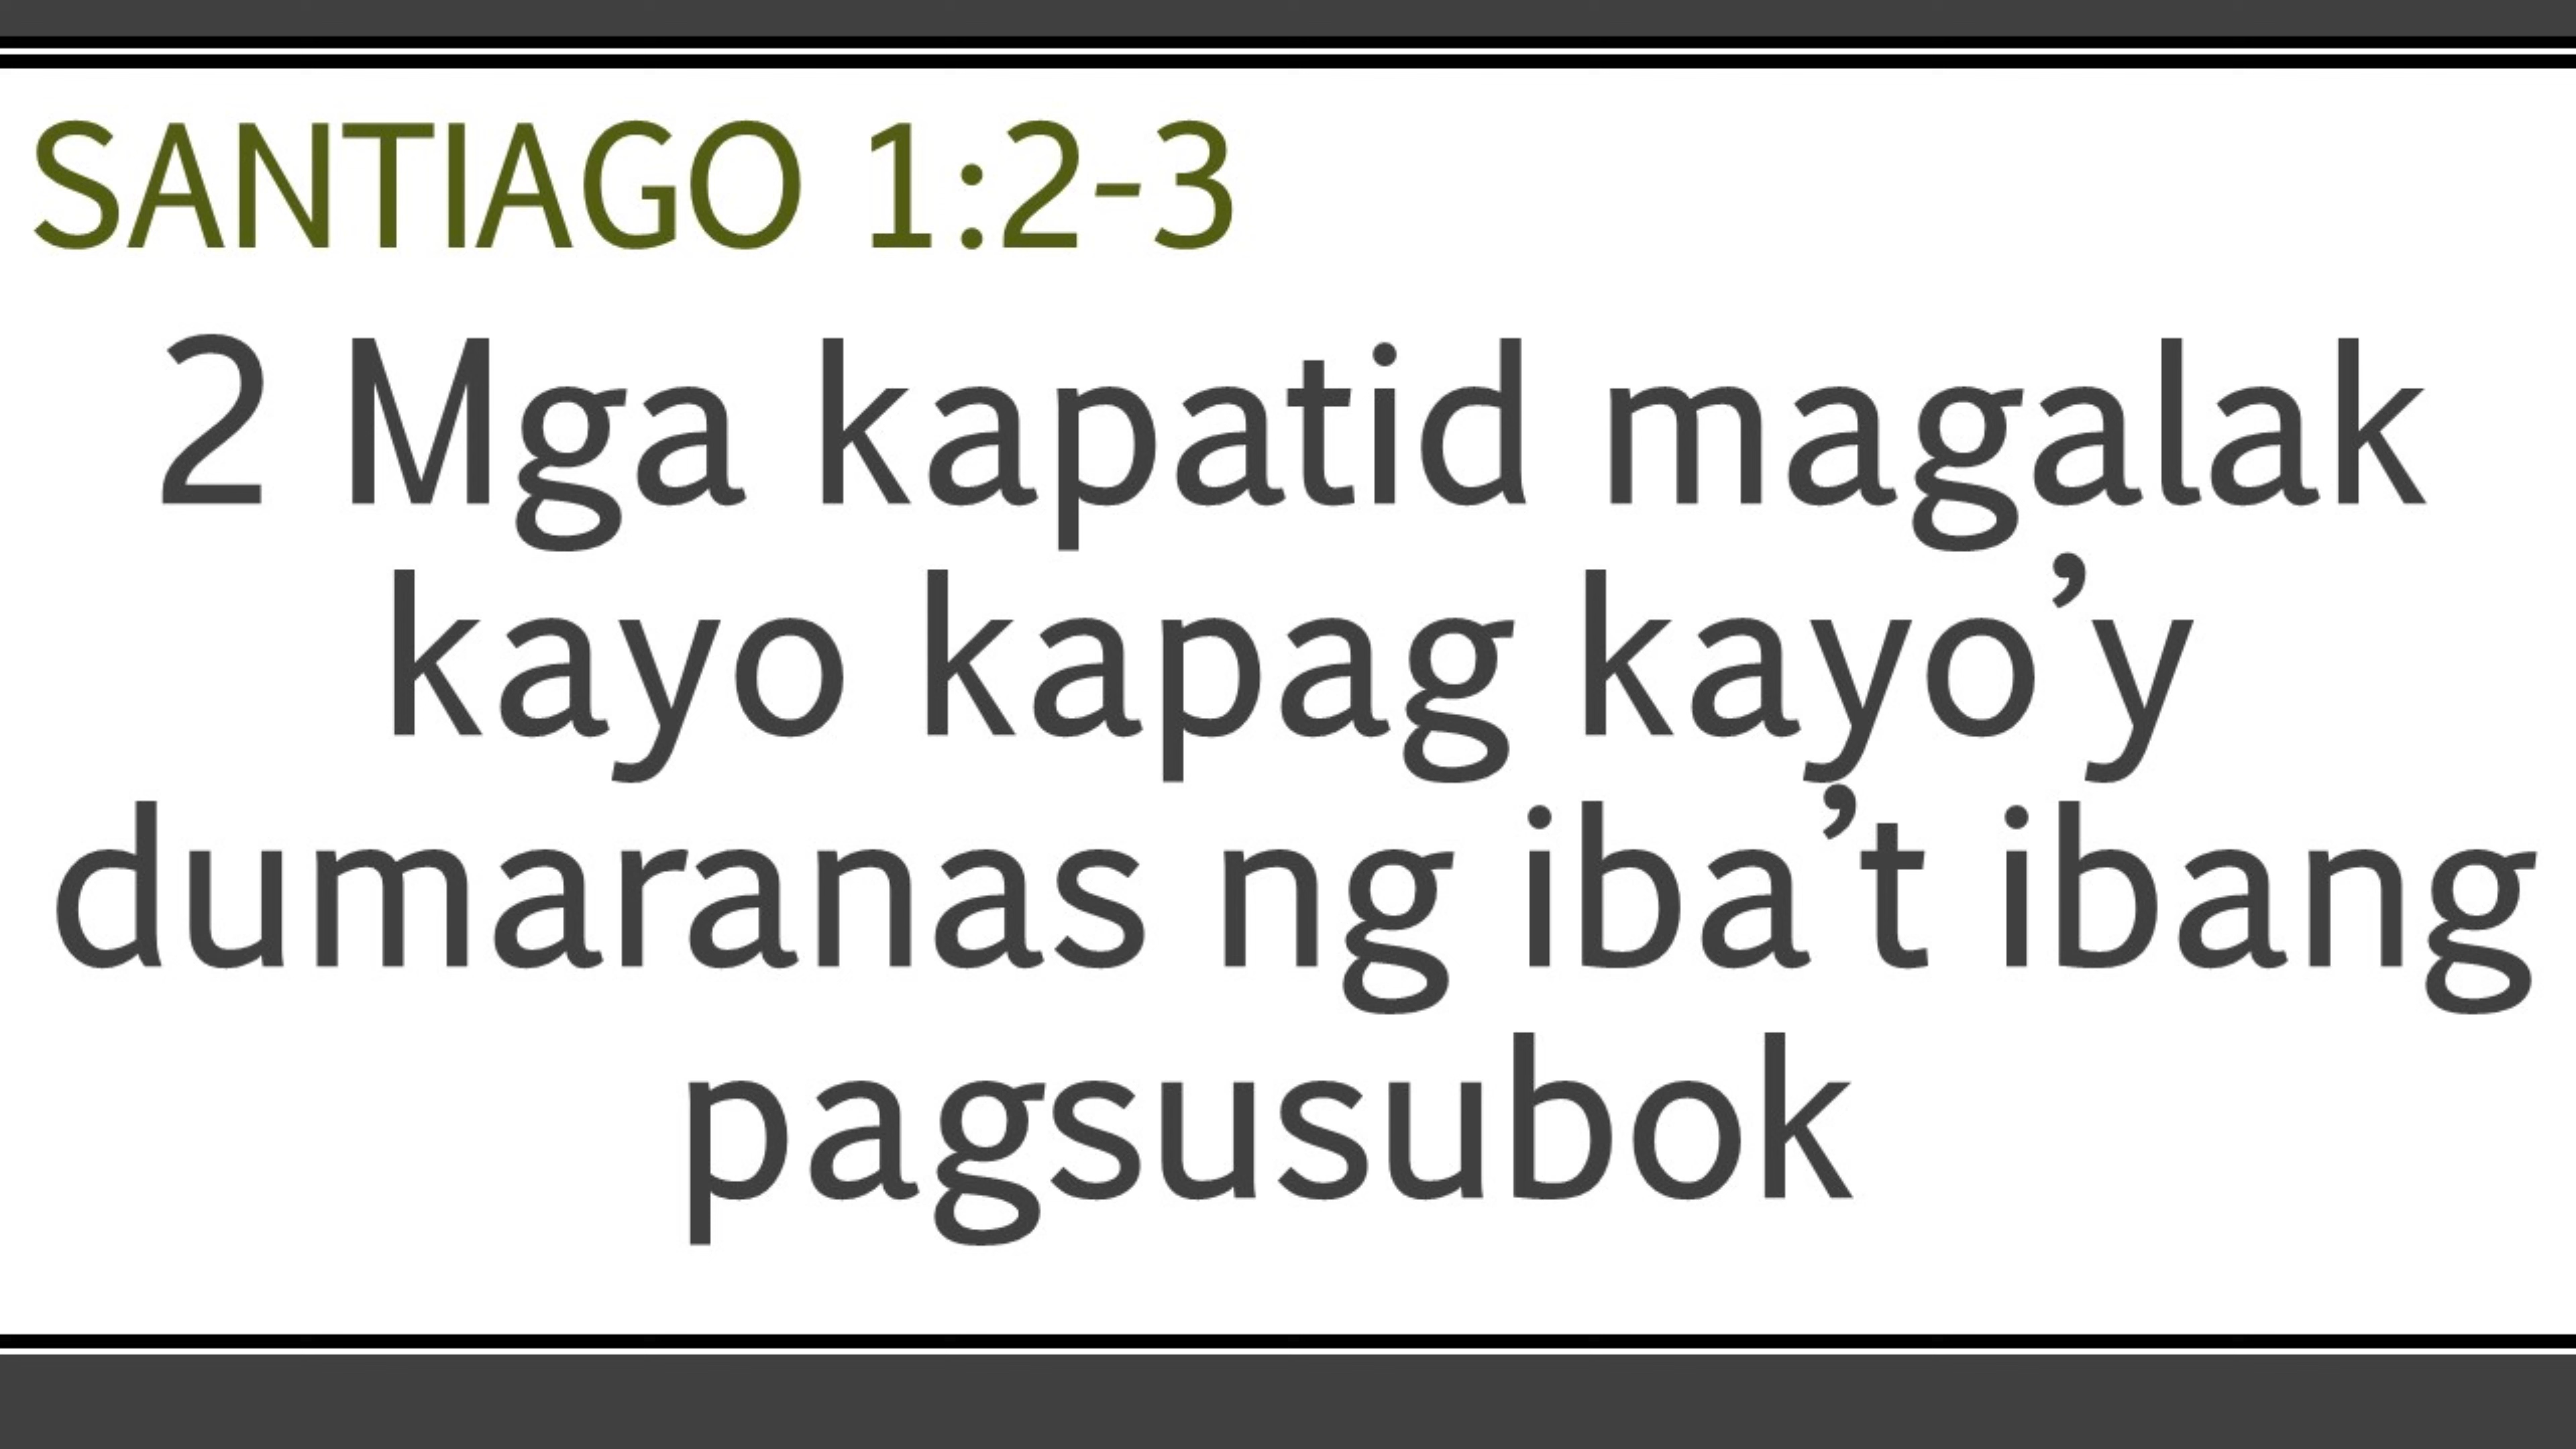 SANTIAGO 1:2-3
2 Mga kapatid magalak
kayo kapag kayo’y
dumaranas ng iba’t ibang
pagsusubok